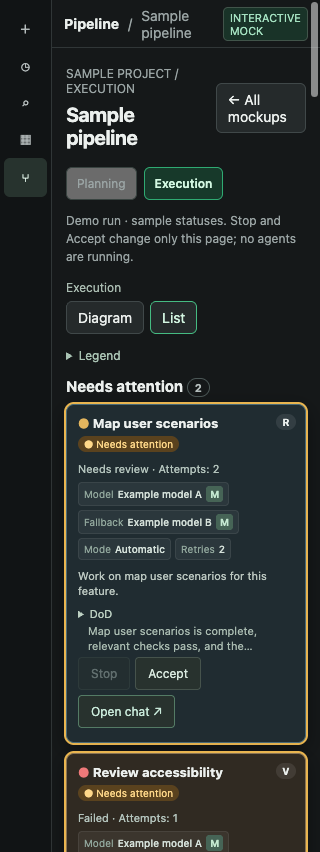 Pipeline / Sample pipeline
INTERACTIVE MOCK
SAMPLE PROJECT / EXECUTION
Sample pipeline
← All mockups
Planning
Execution
Demo run · sample statuses. Stop and
Accept change only this page; no agents
are running.
Execution
Diagram
List
▶ Legend
Needs attention 2
Map user scenarios
R
Needs attention
Needs review · Attempts: 2
Model Example model A M
Fallback Example model B M
Mode Automatic
Retries 2
Work on map user scenarios for this
feature.
▶ DoD
Map user scenarios is complete,
relevant checks pass, and the...
Stop
Accept
Open chat ↗
Review accessibility
V
Needs attention
Failed · Attempts: 1
Model Example model A M